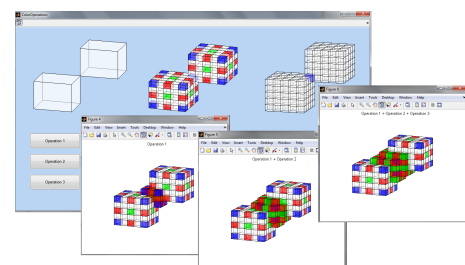 ColorOperations
Operation 1
Operation 2
Operation 3
Figure 4
File Edit View Insert Tools Desktop Window Help
Operation 1
Figure 5
File Edit View Insert Tools Desktop Window Help
Operation 1 + Operation 2
Figure 6
File Edit View Insert Tools Desktop Window Help
Operation 1 + Operation 2 + Operation 3